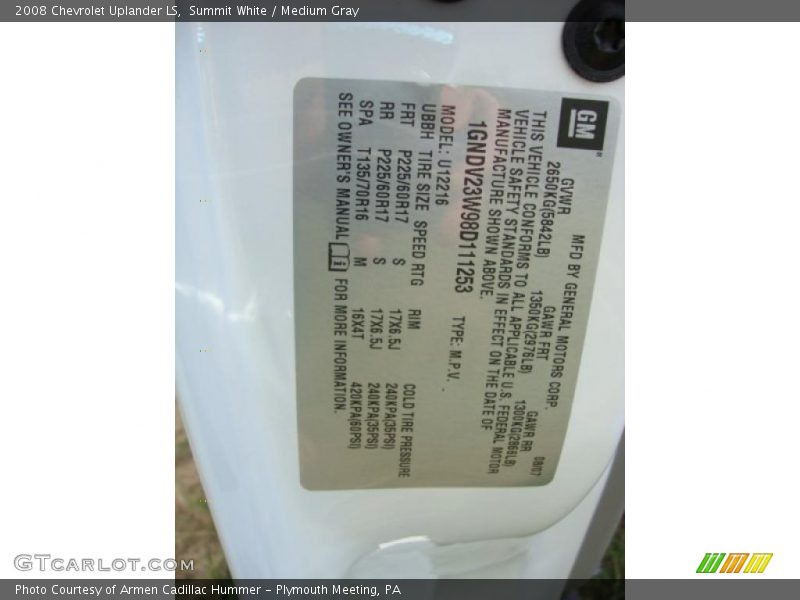 2008 Chevrolet Uplander LS, Summit White / Medium Gray
GM
MFD BY GENERAL MOTORS CORP 08/07
GVWR GAWR FRT GAWR RR
2650KG(5842LB) 1350KG(2976LB) 1300KG(2866LB)
THIS VEHICLE CONFORMS TO ALL APPLICABLE U.S. FEDERAL MOTOR
VEHICLE SAFETY STANDARDS IN EFFECT ON THE DATE OF
MANUFACTURE SHOWN ABOVE.
1GNDV23W98D111253 TYPE: M.P.V.
MODEL: U12216
UBBH TIRE SIZE SPEED RTG RIM COLD TIRE PRESSURE
FRT P225/60R17 S 17X6.5J 240KPA(35PSI)
RR P225/60R17 S 17X6.5J 240KPA(35PSI)
SPA T135/70R16 M 16X4T 420KPA(60PSI)
SEE OWNER'S MANUAL i FOR MORE INFORMATION.
GTCarlot.com
Photo Courtesy of Armen Cadillac Hummer - Plymouth Meeting, PA